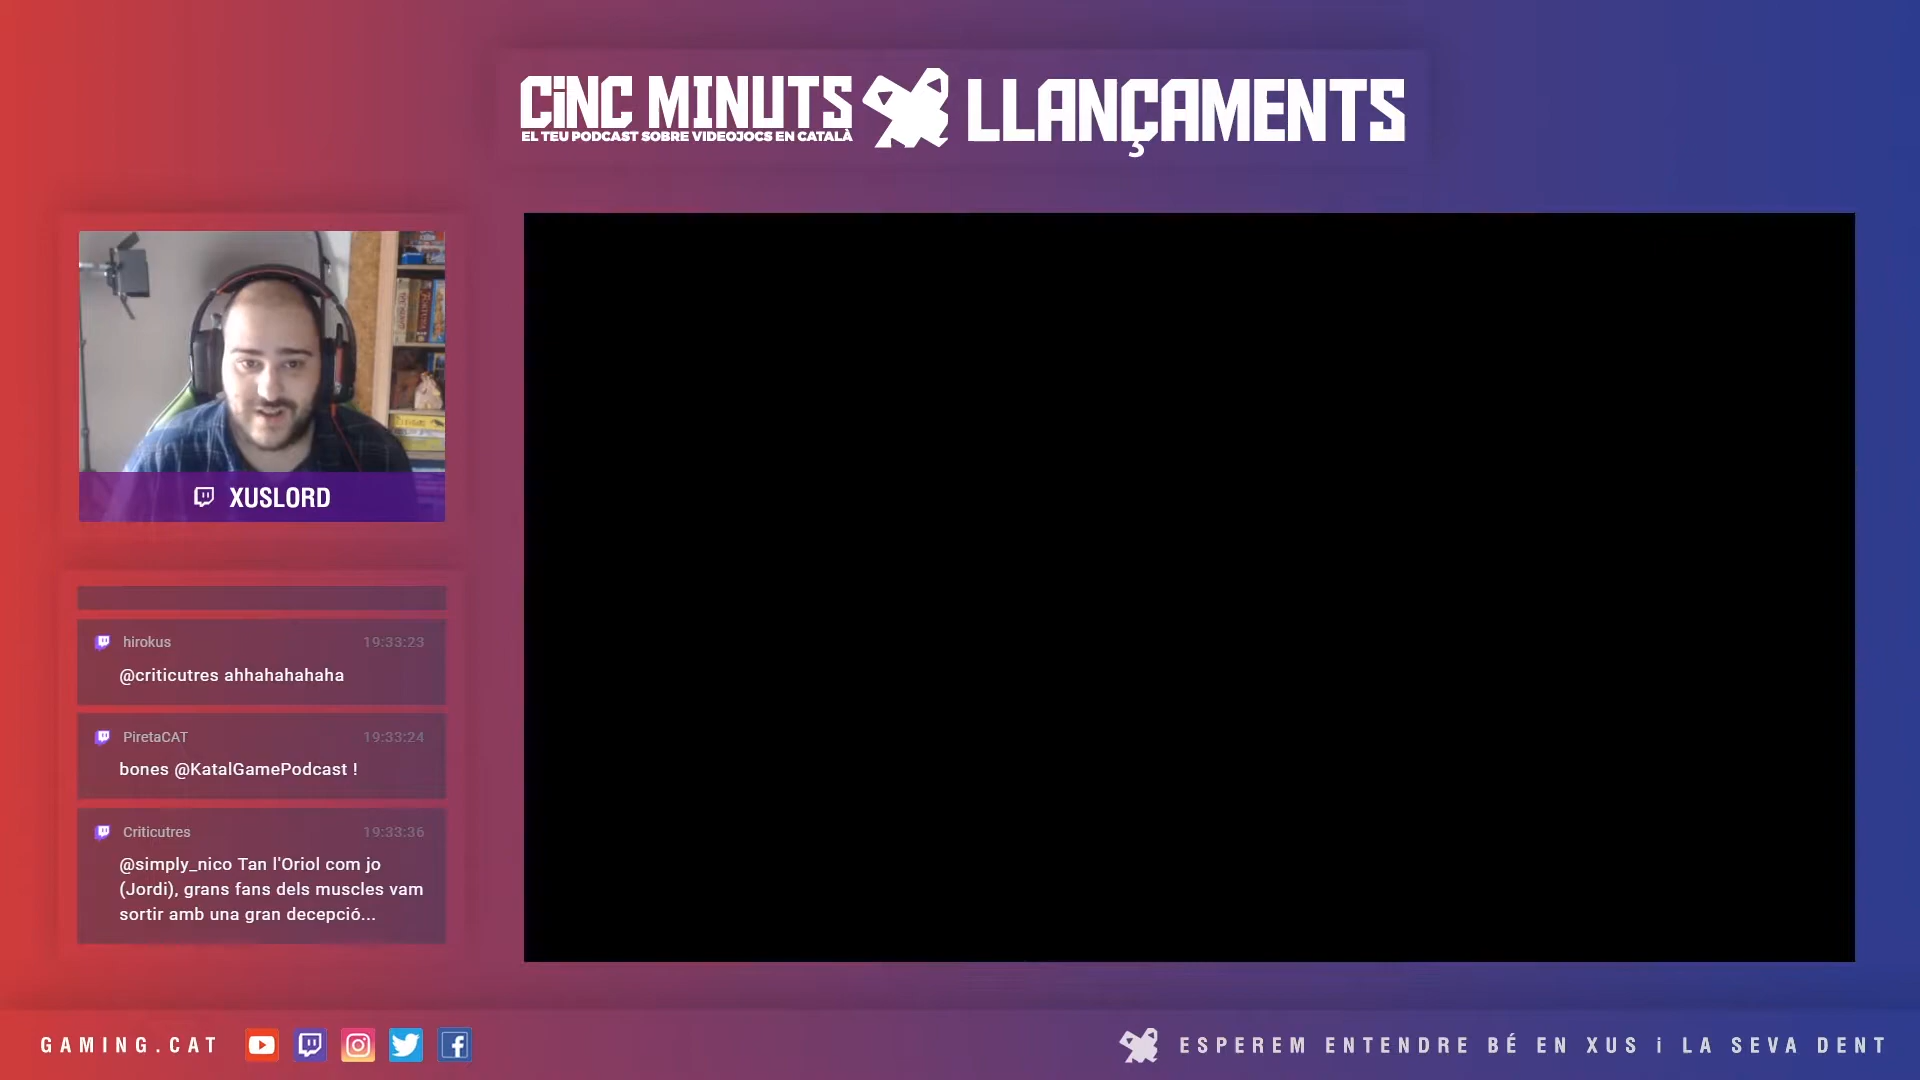 CiNC MINUTS
EL TEU PODCAST SOBRE VIDEOJOCS EN CATALÀ
LLANÇAMENTS
XUSLORD
hirokus 19:33:23
@criticutres ahhahahahaha
PiretaCAT 19:33:24
bones @KatalGamePodcast !
Criticutres 19:33:36
@simply_nico Tan l'Oriol com jo
(Jordi), grans fans dels muscles vam
sortir amb una gran decepció...
GAMING.CAT
ESPEREM ENTENDRE BÉ EN XUS i LA SEVA DENT